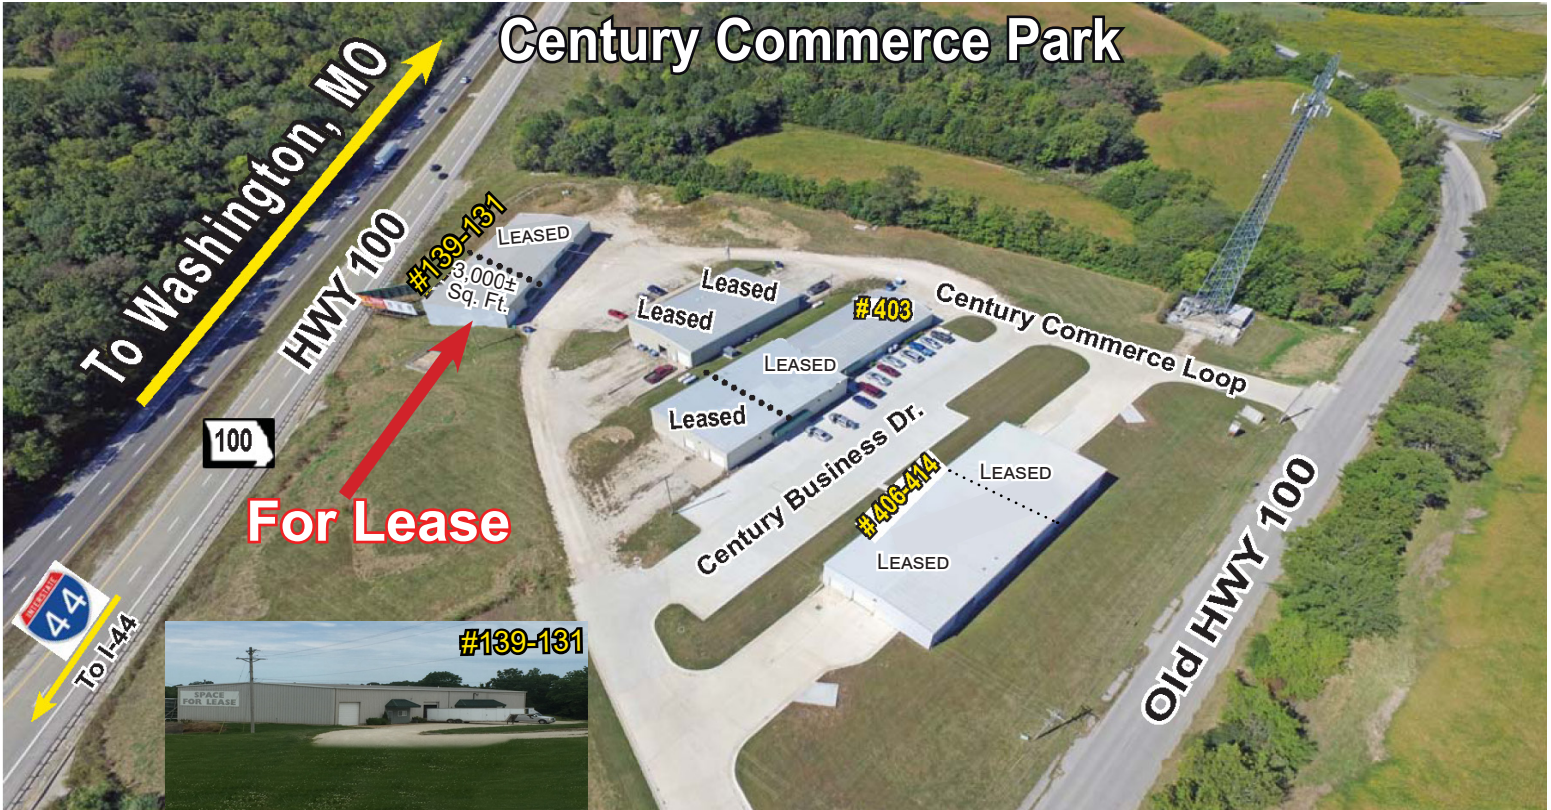 Century Commerce Park
To Washington, MO
HWY 100
#139-131
LEASED
3,000±
Sq. Ft.
Leased
Leased
#403
LEASED
Leased
Century Commerce Loop
100
For Lease
Century Business Dr.
#406-414
LEASED
LEASED
Old HWY 100
INTERSTATE
44
To I-44
#139-131
SPACE
FOR LEASE